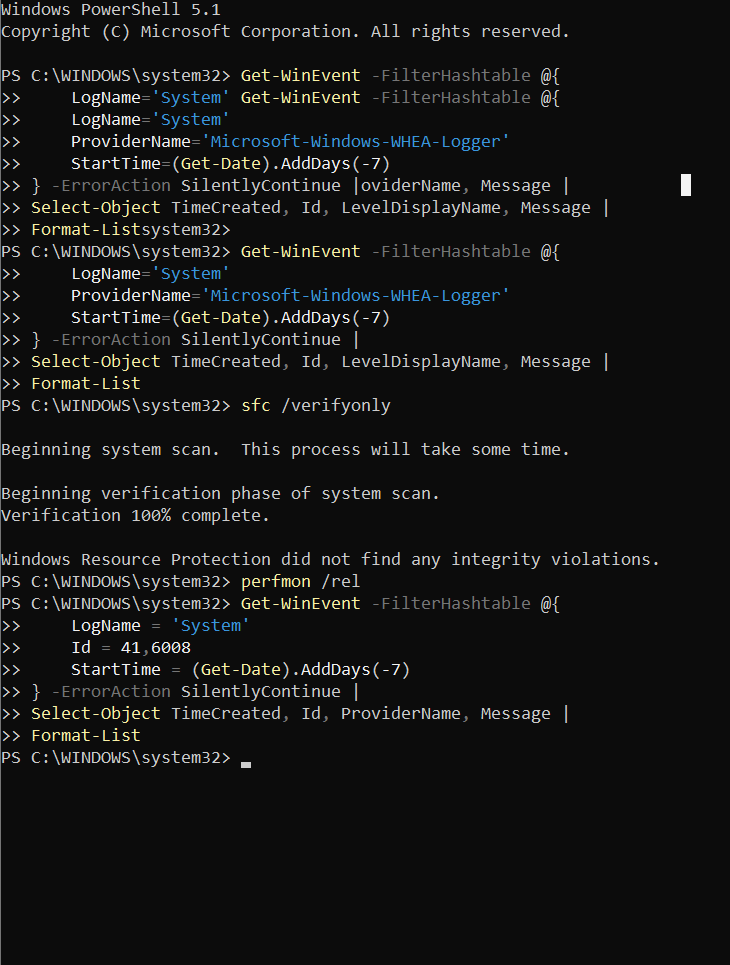 Windows PowerShell 5.1
Copyright (C) Microsoft Corporation. All rights reserved.
PS C:\WINDOWS\system32> Get-WinEvent -FilterHashtable @{
>>     LogName='System' Get-WinEvent -FilterHashtable @{
>>     LogName='System'
>>     ProviderName='Microsoft-Windows-WHEA-Logger'
>>     StartTime=(Get-Date).AddDays(-7)
>> } -ErrorAction SilentlyContinue |oviderName, Message |
>> Select-Object TimeCreated, Id, LevelDisplayName, Message |
>> Format-Listsystem32>
PS C:\WINDOWS\system32> Get-WinEvent -FilterHashtable @{
>>     LogName='System'
>>     ProviderName='Microsoft-Windows-WHEA-Logger'
>>     StartTime=(Get-Date).AddDays(-7)
>> } -ErrorAction SilentlyContinue |
>> Select-Object TimeCreated, Id, LevelDisplayName, Message |
>> Format-List
PS C:\WINDOWS\system32> sfc /verifyonly
Beginning system scan.  This process will take some time.
Beginning verification phase of system scan.
Verification 100% complete.
Windows Resource Protection did not find any integrity violations.
PS C:\WINDOWS\system32> perfmon /rel
PS C:\WINDOWS\system32> Get-WinEvent -FilterHashtable @{
>>     LogName = 'System'
>>     Id = 41,6008
>>     StartTime = (Get-Date).AddDays(-7)
>> } -ErrorAction SilentlyContinue |
>> Select-Object TimeCreated, Id, ProviderName, Message |
>> Format-List
PS C:\WINDOWS\system32>